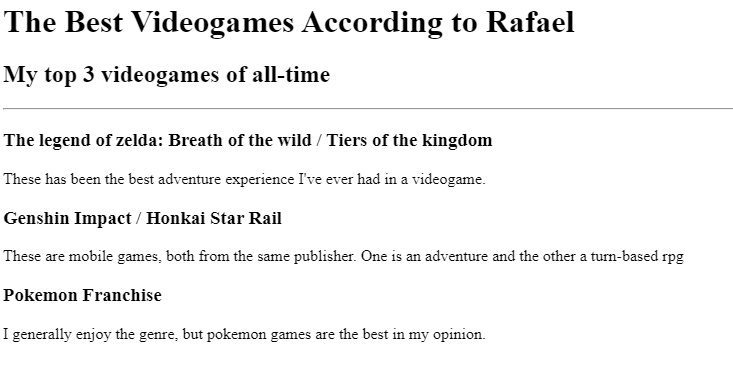 The Best Videogames According to Rafael
My top 3 videogames of all-time
The legend of zelda: Breath of the wild / Tiers of the kingdom
These has been the best adventure experience I've ever had in a videogame.
Genshin Impact / Honkai Star Rail
These are mobile games, both from the same publisher. One is an adventure and the other a turn-based rpg
Pokemon Franchise
I generally enjoy the genre, but pokemon games are the best in my opinion.